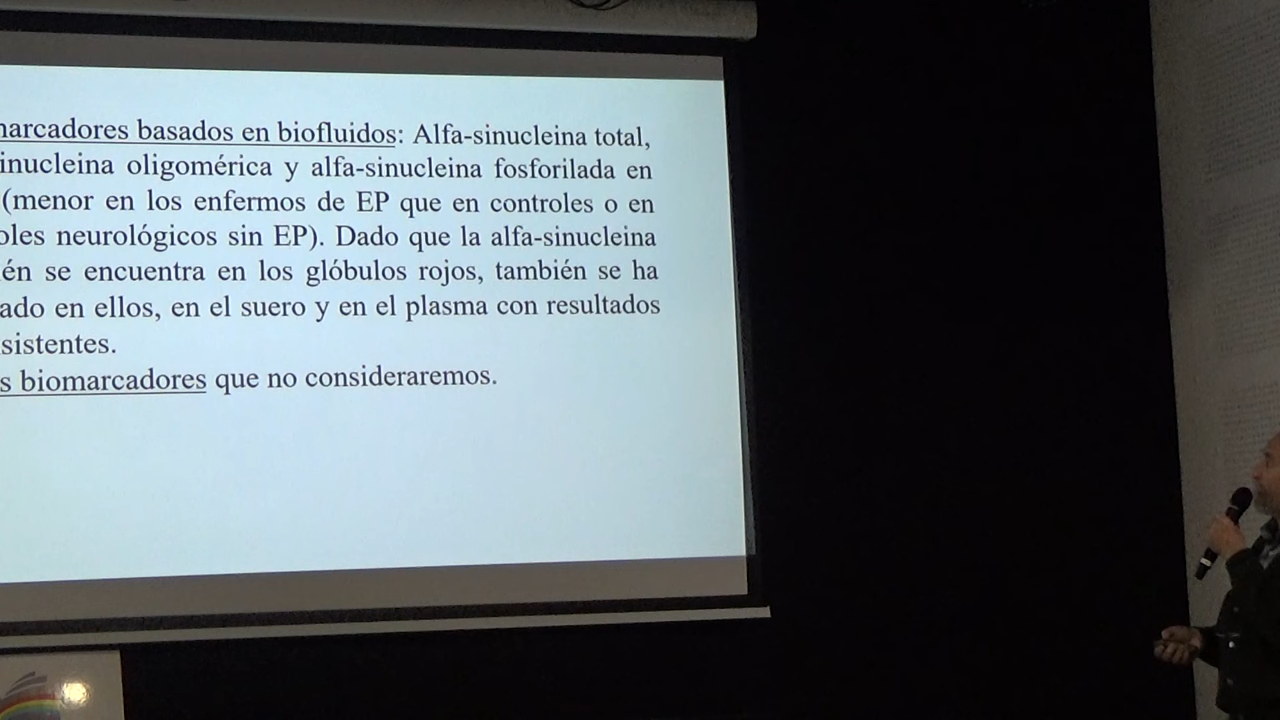 marcadores basados en biofluidos: Alfa-sinucleina total,
inucleina oligomérica y alfa-sinucleina fosforilada en
(menor en los enfermos de EP que en controles o en
oles neurológicos sin EP). Dado que la alfa-sinucleina
én se encuentra en los glóbulos rojos, también se ha
ado en ellos, en el suero y en el plasma con resultados
sistentes.
s biomarcadores que no consideraremos.